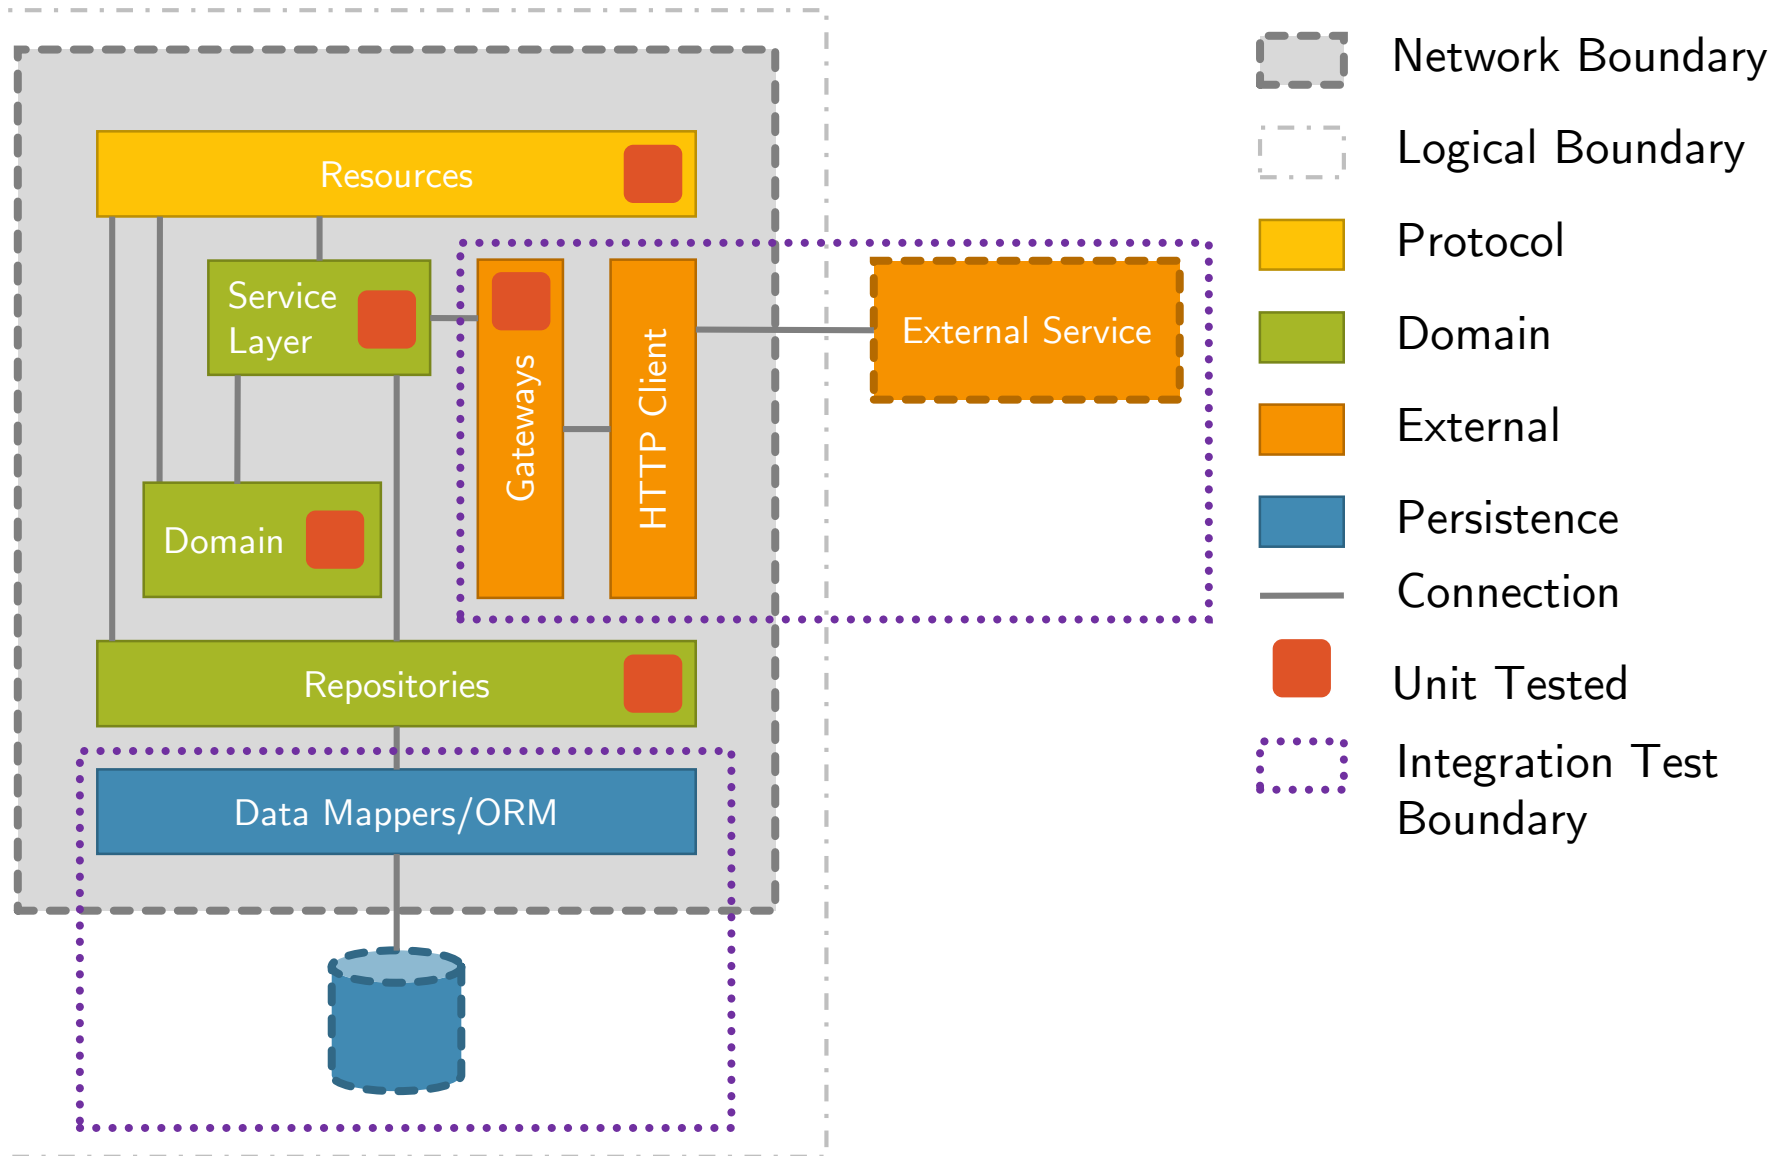 Resources
Service
Layer
Gateways
HTTP Client
External Service
Domain
Repositories
Data Mappers/ORM
Network Boundary
Logical Boundary
Protocol
Domain
External
Persistence
Connection
Unit Tested
Integration Test
Boundary